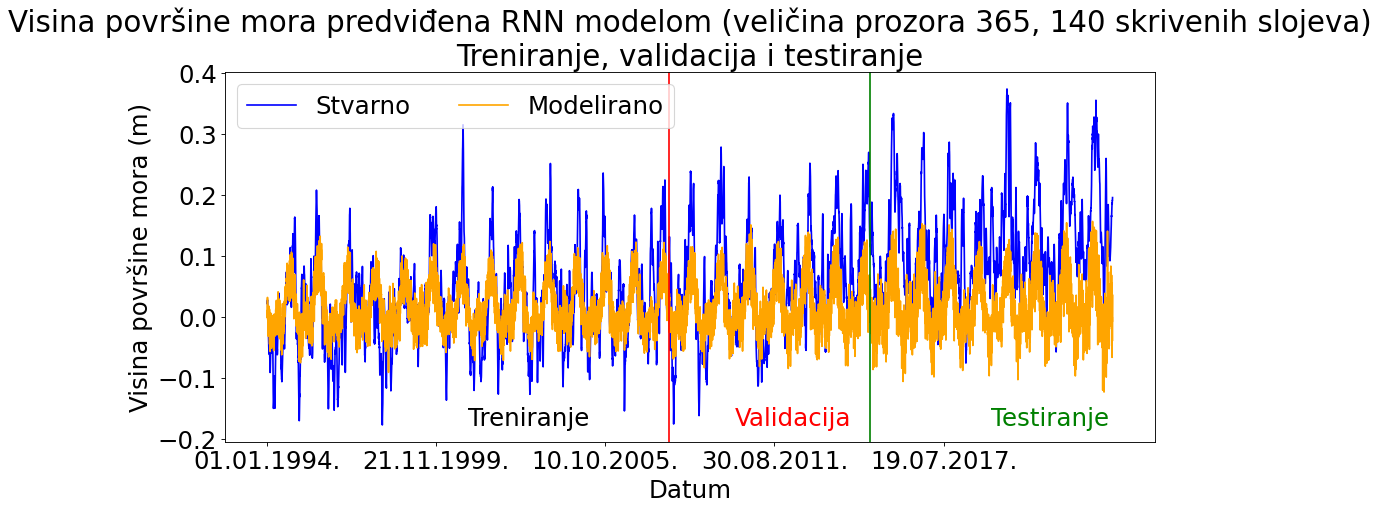 Visina površine mora predviđena RNN modelom (veličina prozora 365, 140 skrivenih slojeva)
Treniranje, validacija i testiranje
Stvarno Modelirano
Visina površine mora (m)
0.4
0.3
0.2
0.1
0.0
−0.1
−0.2
Treniranje Validacija Testiranje
01.01.1994. 21.11.1999. 10.10.2005. 30.08.2011. 19.07.2017.
Datum